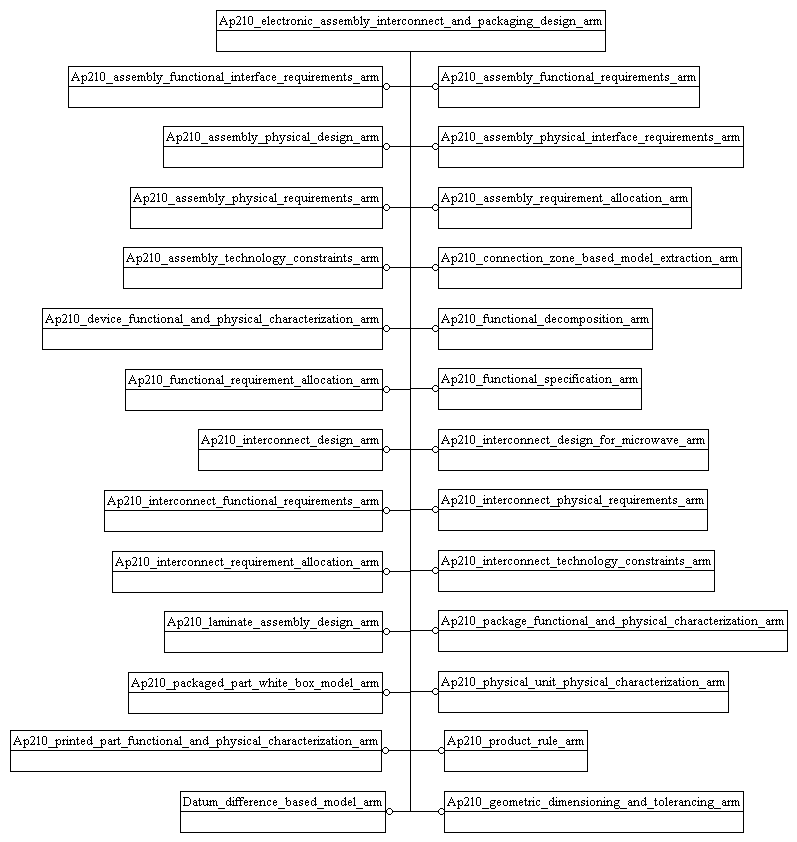 Ap210_electronic_assembly_interconnect_and_packaging_design_arm
Ap210_assembly_functional_interface_requirements_arm
Ap210_assembly_functional_requirements_arm
Ap210_assembly_physical_design_arm
Ap210_assembly_physical_interface_requirements_arm
Ap210_assembly_physical_requirements_arm
Ap210_assembly_requirement_allocation_arm
Ap210_assembly_technology_constraints_arm
Ap210_connection_zone_based_model_extraction_arm
Ap210_device_functional_and_physical_characterization_arm
Ap210_functional_decomposition_arm
Ap210_functional_requirement_allocation_arm
Ap210_functional_specification_arm
Ap210_interconnect_design_arm
Ap210_interconnect_design_for_microwave_arm
Ap210_interconnect_functional_requirements_arm
Ap210_interconnect_physical_requirements_arm
Ap210_interconnect_requirement_allocation_arm
Ap210_interconnect_technology_constraints_arm
Ap210_laminate_assembly_design_arm
Ap210_package_functional_and_physical_characterization_arm
Ap210_packaged_part_white_box_model_arm
Ap210_physical_unit_physical_characterization_arm
Ap210_printed_part_functional_and_physical_characterization_arm
Ap210_product_rule_arm
Datum_difference_based_model_arm
Ap210_geometric_dimensioning_and_tolerancing_arm